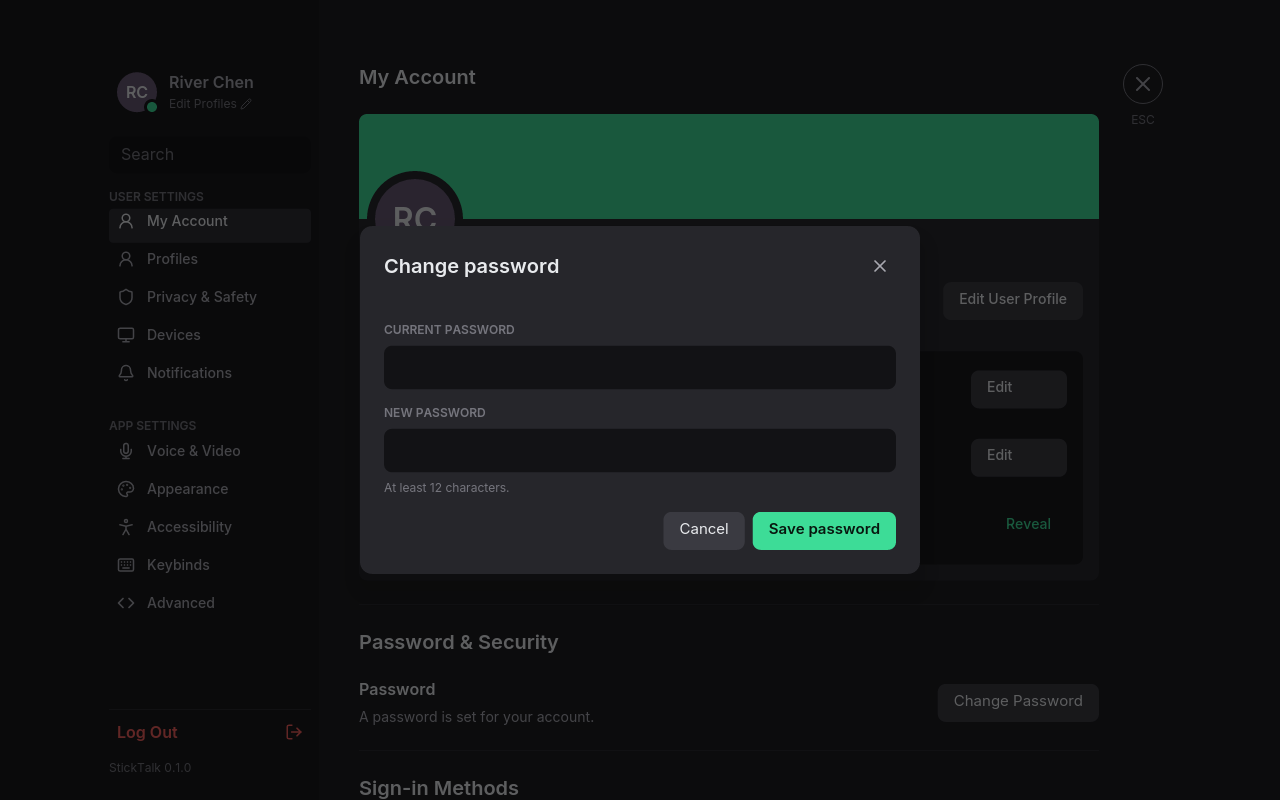 RC
River Chen
Edit Profiles
Search
USER SETTINGS
My Account
Profiles
Privacy & Safety
Devices
Notifications
APP SETTINGS
Voice & Video
Appearance
Accessibility
Keybinds
Advanced
Log Out
StickTalk 0.1.0
My Account
ESC
RC
Edit User Profile
Edit
Edit
Reveal
Change password
CURRENT PASSWORD
NEW PASSWORD
At least 12 characters.
Cancel
Save password
Password & Security
Password
A password is set for your account.
Change Password
Sign-in Methods